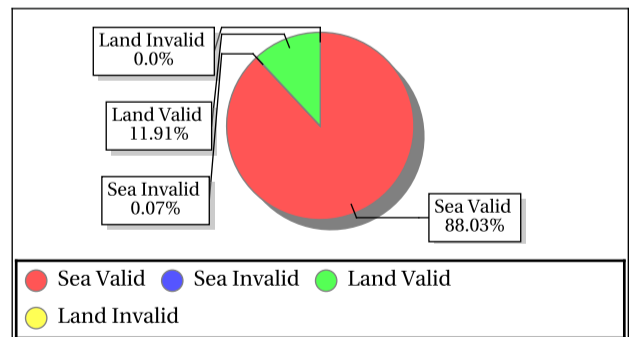 Land Invalid
0.0%
Land Valid
11.91%
Sea Invalid
0.07%
Sea Valid
88.03%
Sea Valid Sea Invalid Land Valid
Land Invalid